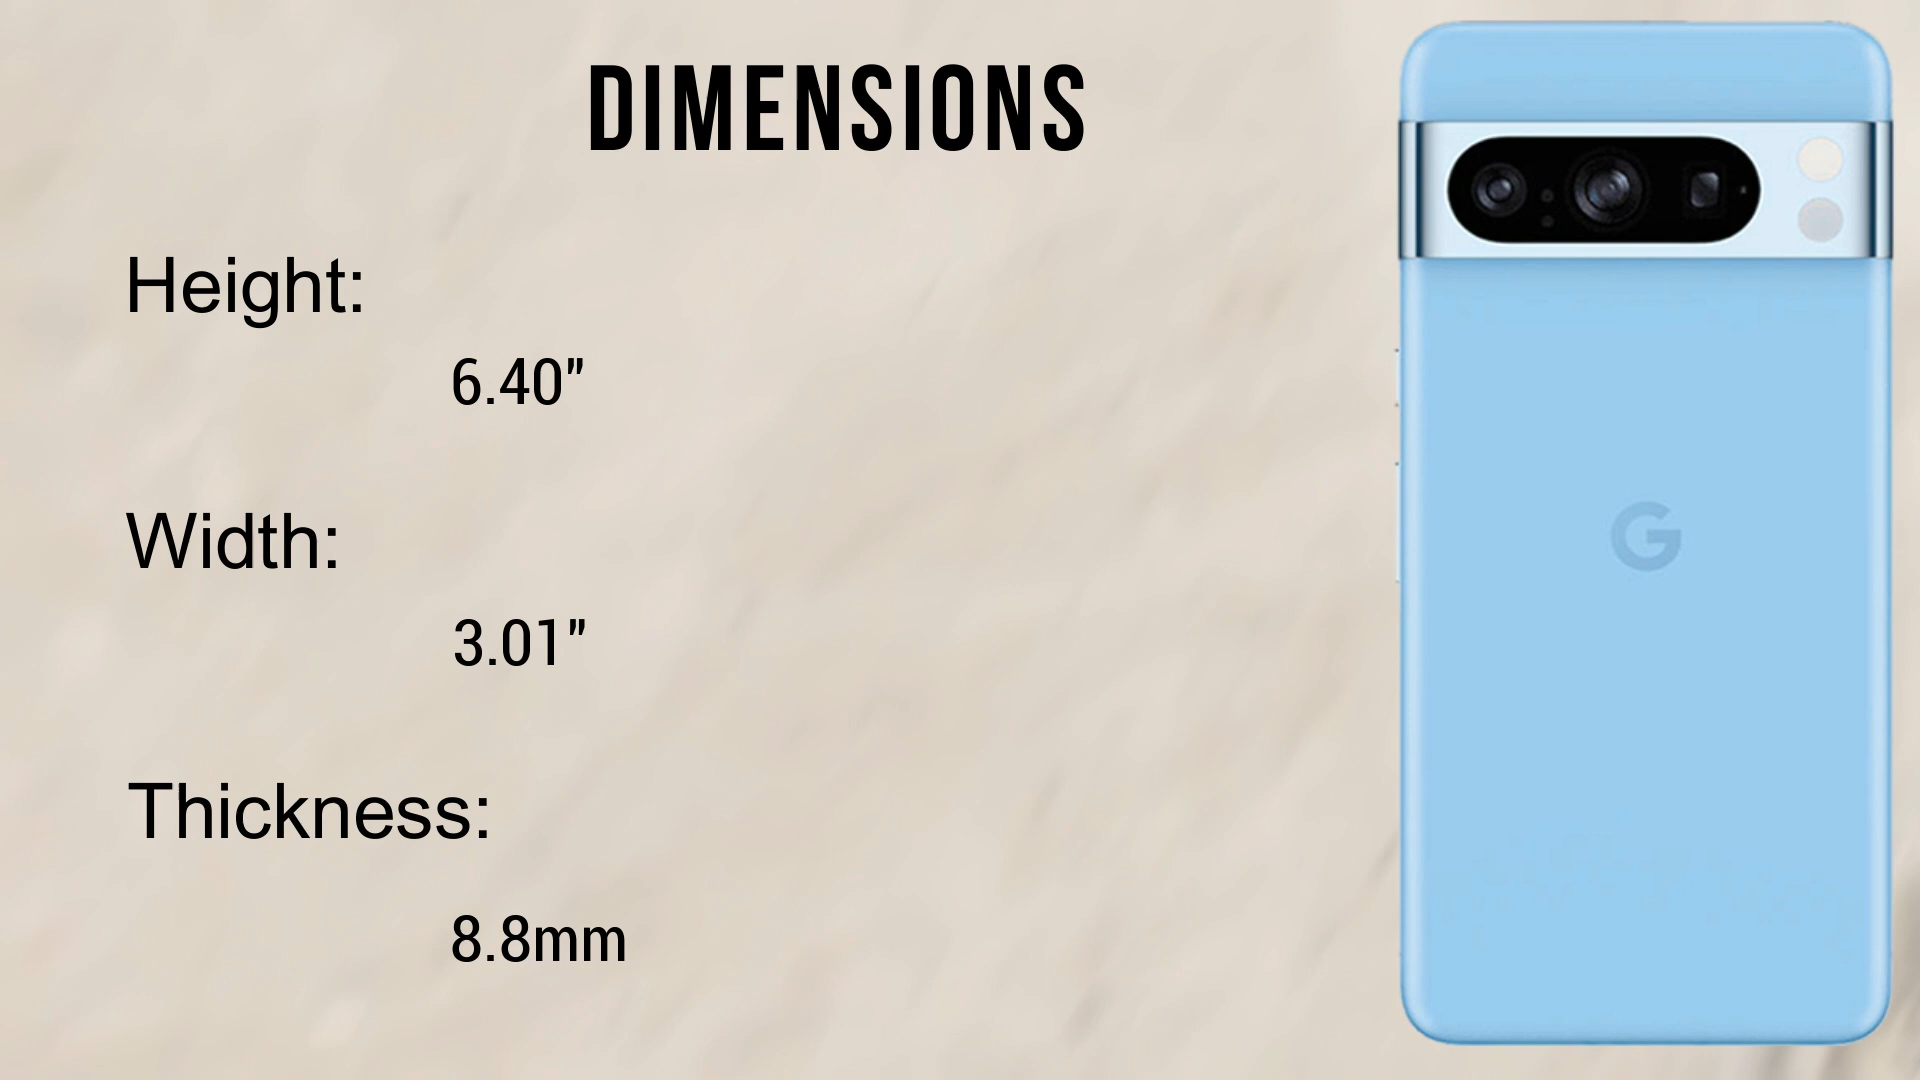 DIMENSIONS
Height:
6.40”
Width:
3.01”
Thickness:
8.8mm
G